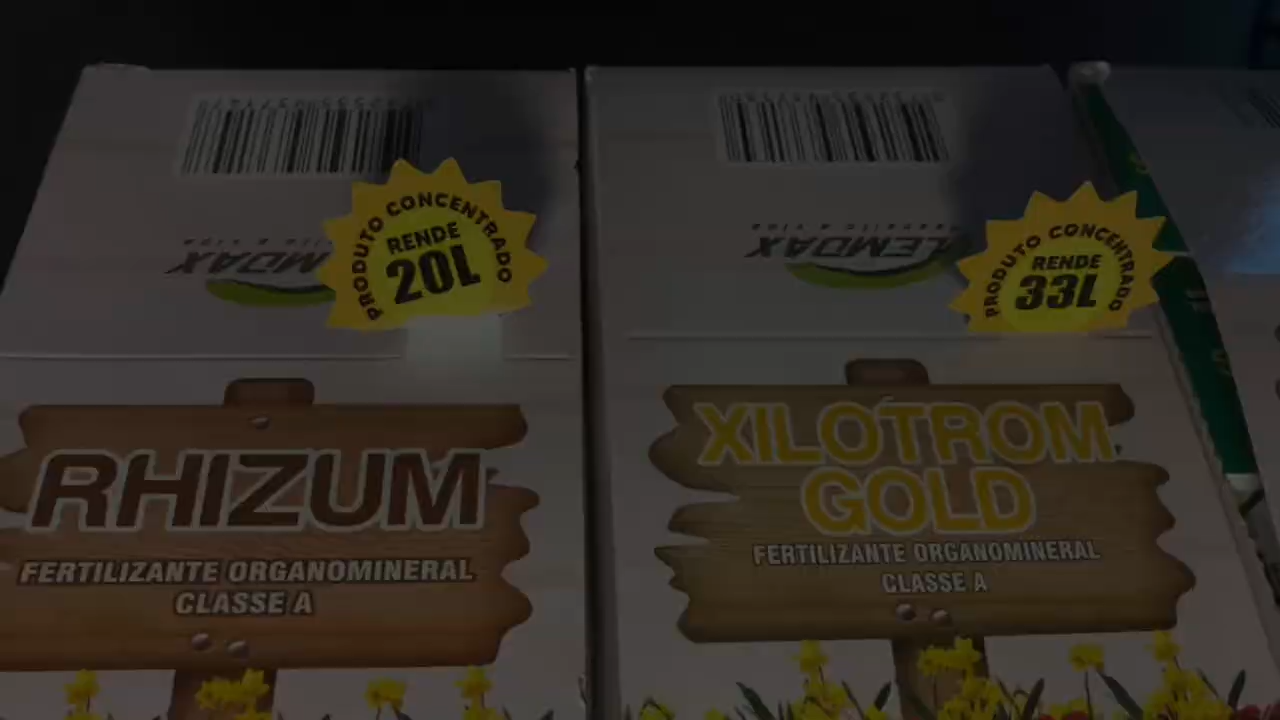 PRODUTO CONCENTRADO
RENDE
20L
RHIZUM
FERTILIZANTE ORGANOMINERAL
CLASSE A
PRODUTO CONCENTRADO
RENDE
33L
XILOTROM
GOLD
FERTILIZANTE ORGANOMINERAL
CLASSE A